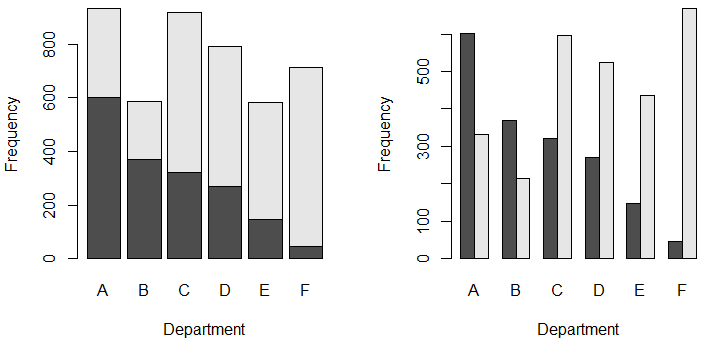 Frequency
800
600
400
200
0
A B C D E F
Department
Frequency
500
300
100
0
A B C D E F
Department